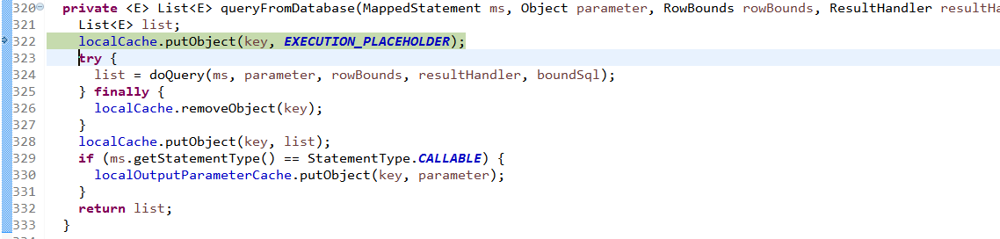 320 private <E> List<E> queryFromDatabase(MappedStatement ms, Object parameter, RowBounds rowBounds, ResultHandler
321 List<E> list;
322 localCache.putObject(key, EXECUTION_PLACEHOLDER);
323 try {
324 list = doQuery(ms, parameter, rowBounds, resultHandler, boundSql);
325 } finally {
326 localCache.removeObject(key);
327 }
328 localCache.putObject(key, list);
329 if (ms.getStatementType() == StatementType.CALLABLE) {
330 localOutputParameterCache.putObject(key, parameter);
331 }
332 return list;
333 }